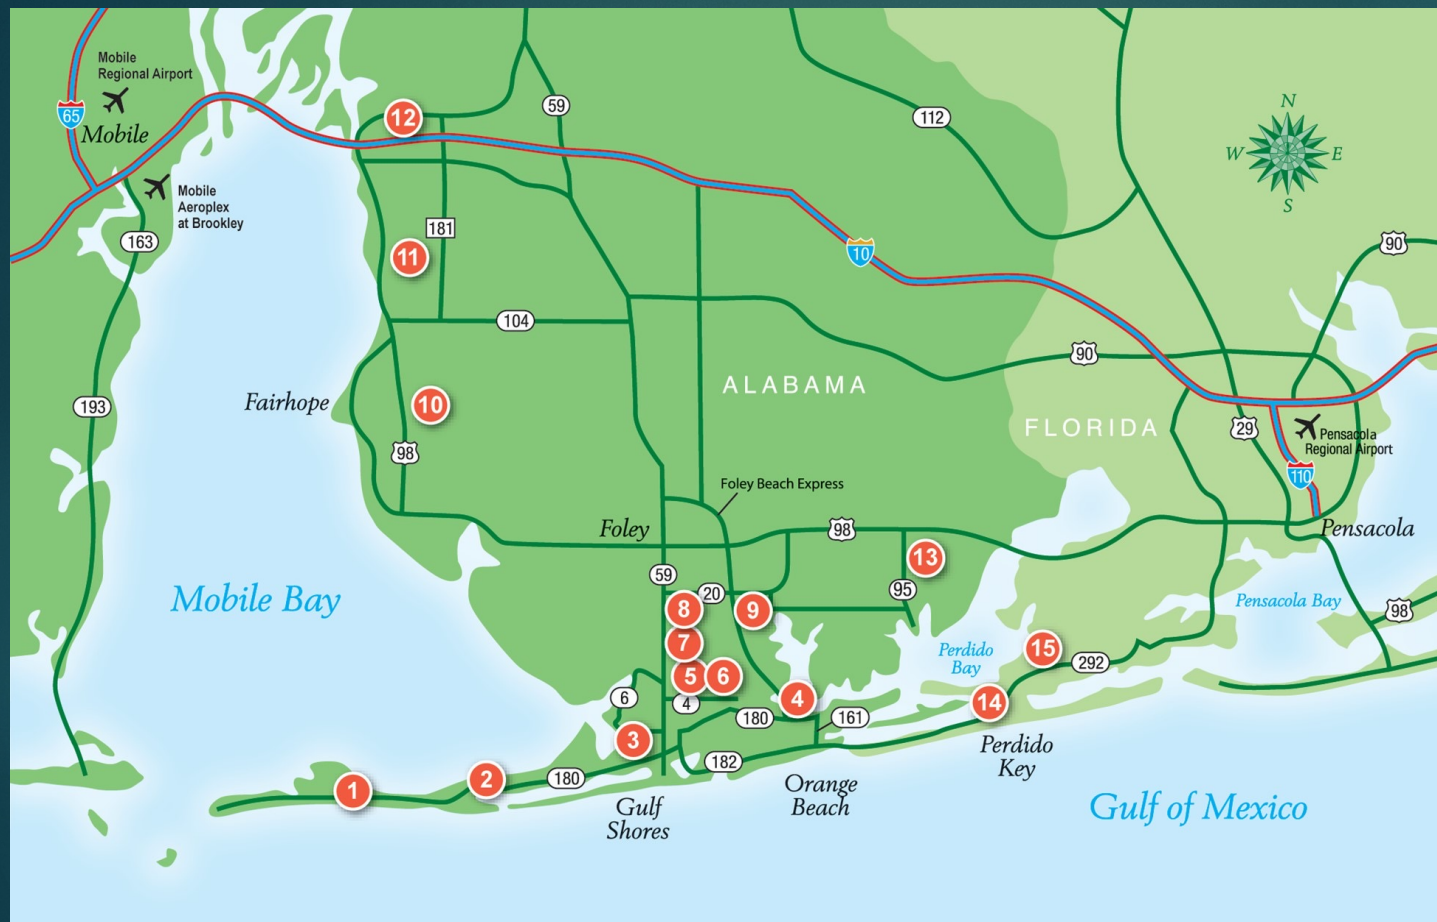 Mobile
Regional Airport
65
Mobile
Mobile
Aeroplex
at Brookley
163
193
12
59
112
N
W
E
S
181
11
10
90
104
90
ALABAMA
Fairhope
10
FLORIDA
29
Pensacola
Regional Airport
98
110
Foley Beach Express
Foley
98
Pensacola
13
59
95
20
8
9
Mobile Bay
Pensacola Bay
98
7
Perdido
Bay
15
292
5
6
6
4
4
14
180
161
3
Perdido
Key
182
1
2
180
Orange
Beach
Gulf
Shores
Gulf of Mexico